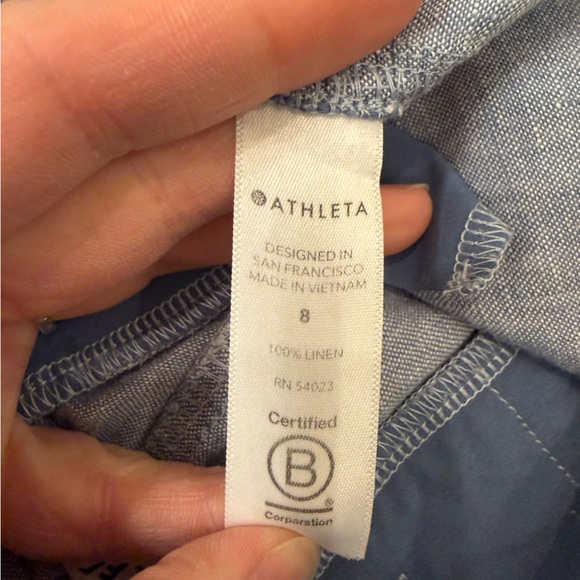 ATHLETA
DESIGNED IN
SAN FRANCISCO
MADE IN VIETNAM
8
100% LINEN
RN 54023
Certified
B
®
Corporation